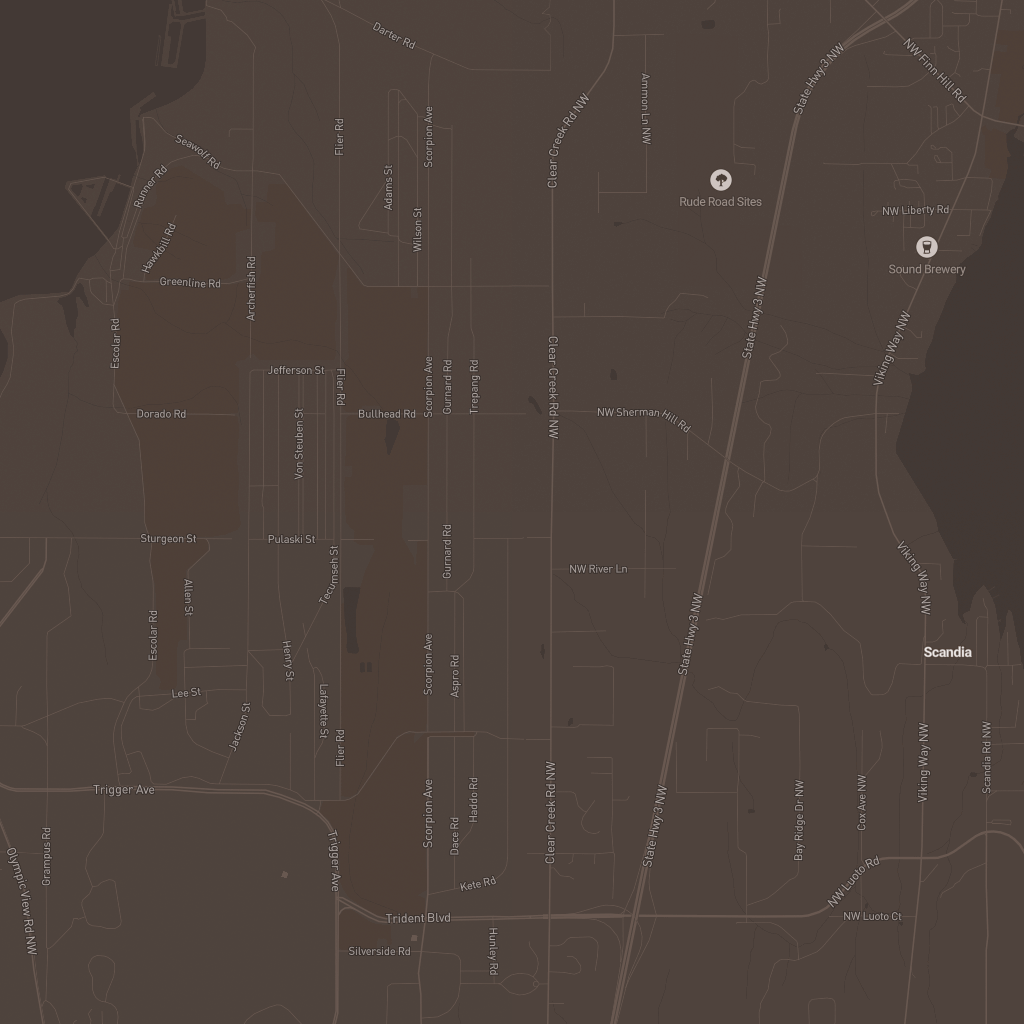 Darter Rd
State Hwy 3 NW
NW Finn Hill Rd
Ammon Ln NW
Clear Creek Rd NW
Flier Rd
Scorpion Ave
Seawolf Rd
Runner Rd
Adams St
Wilson St
Rude Road Sites
NW Liberty Rd
Hawkbill Rd
Sound Brewery
Greenline Rd
Archerfish Rd
State Hwy 3 NW
Escolar Rd
Viking Way NW
Jefferson St
Flier Rd
Scorpion Ave
Gurnard Rd
Trepang Rd
Clear Creek Rd NW
Dorado Rd
Bullhead Rd
NW Sherman Hill Rd
Von Steuben St
Sturgeon St
Pulaski St
Gurnard Rd
Tecumseh St
NW River Ln
Viking Way NW
Allen St
Escolar Rd
State Hwy 3 NW
Henry St
Scorpion Ave
Aspro Rd
Scandia
Lee St
Lafayette St
Jackson St
Flier Rd
Viking Way NW
Scandia Rd NW
Trigger Ave
Scorpion Ave
Haddo Rd
Dace Rd
Clear Creek Rd NW
State Hwy 3 NW
Bay Ridge Dr NW
Cox Ave NW
Grampus Rd
Trigger Ave
Olympic View Rd NW
Kete Rd
NW Luoto Rd
Trident Blvd
NW Luoto Ct
Silverside Rd
Hunley Rd